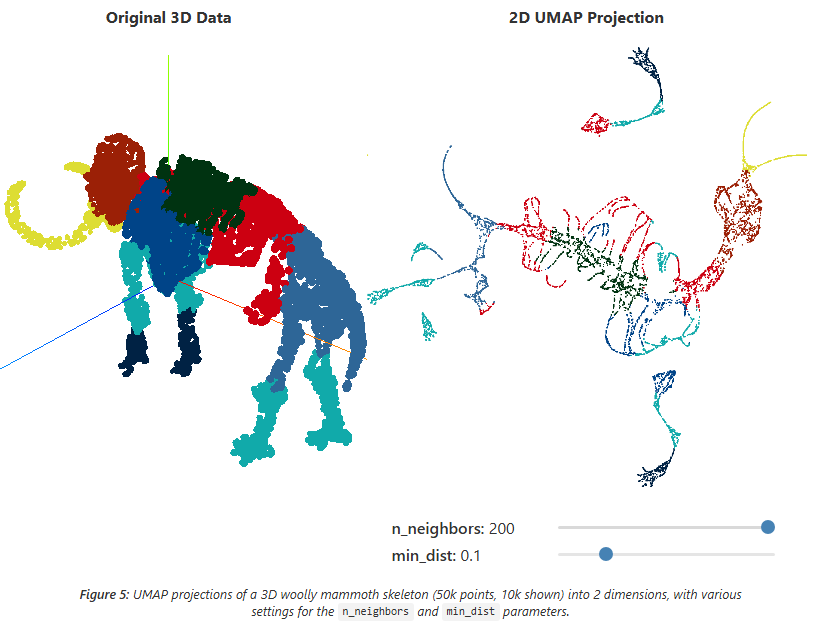 Original 3D Data
2D UMAP Projection
n_neighbors: 200
min_dist: 0.1
Figure 5: UMAP projections of a 3D woolly mammoth skeleton (50k points, 10k shown) into 2 dimensions, with various
settings for the n_neighbors and min_dist parameters.